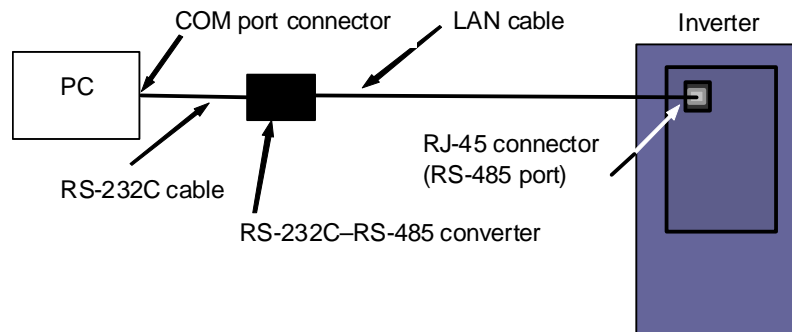 COM port connector
LAN cable
Inverter
PC
RJ-45 connector
(RS-485 port)
RS-232C cable
RS-232C–RS-485 converter